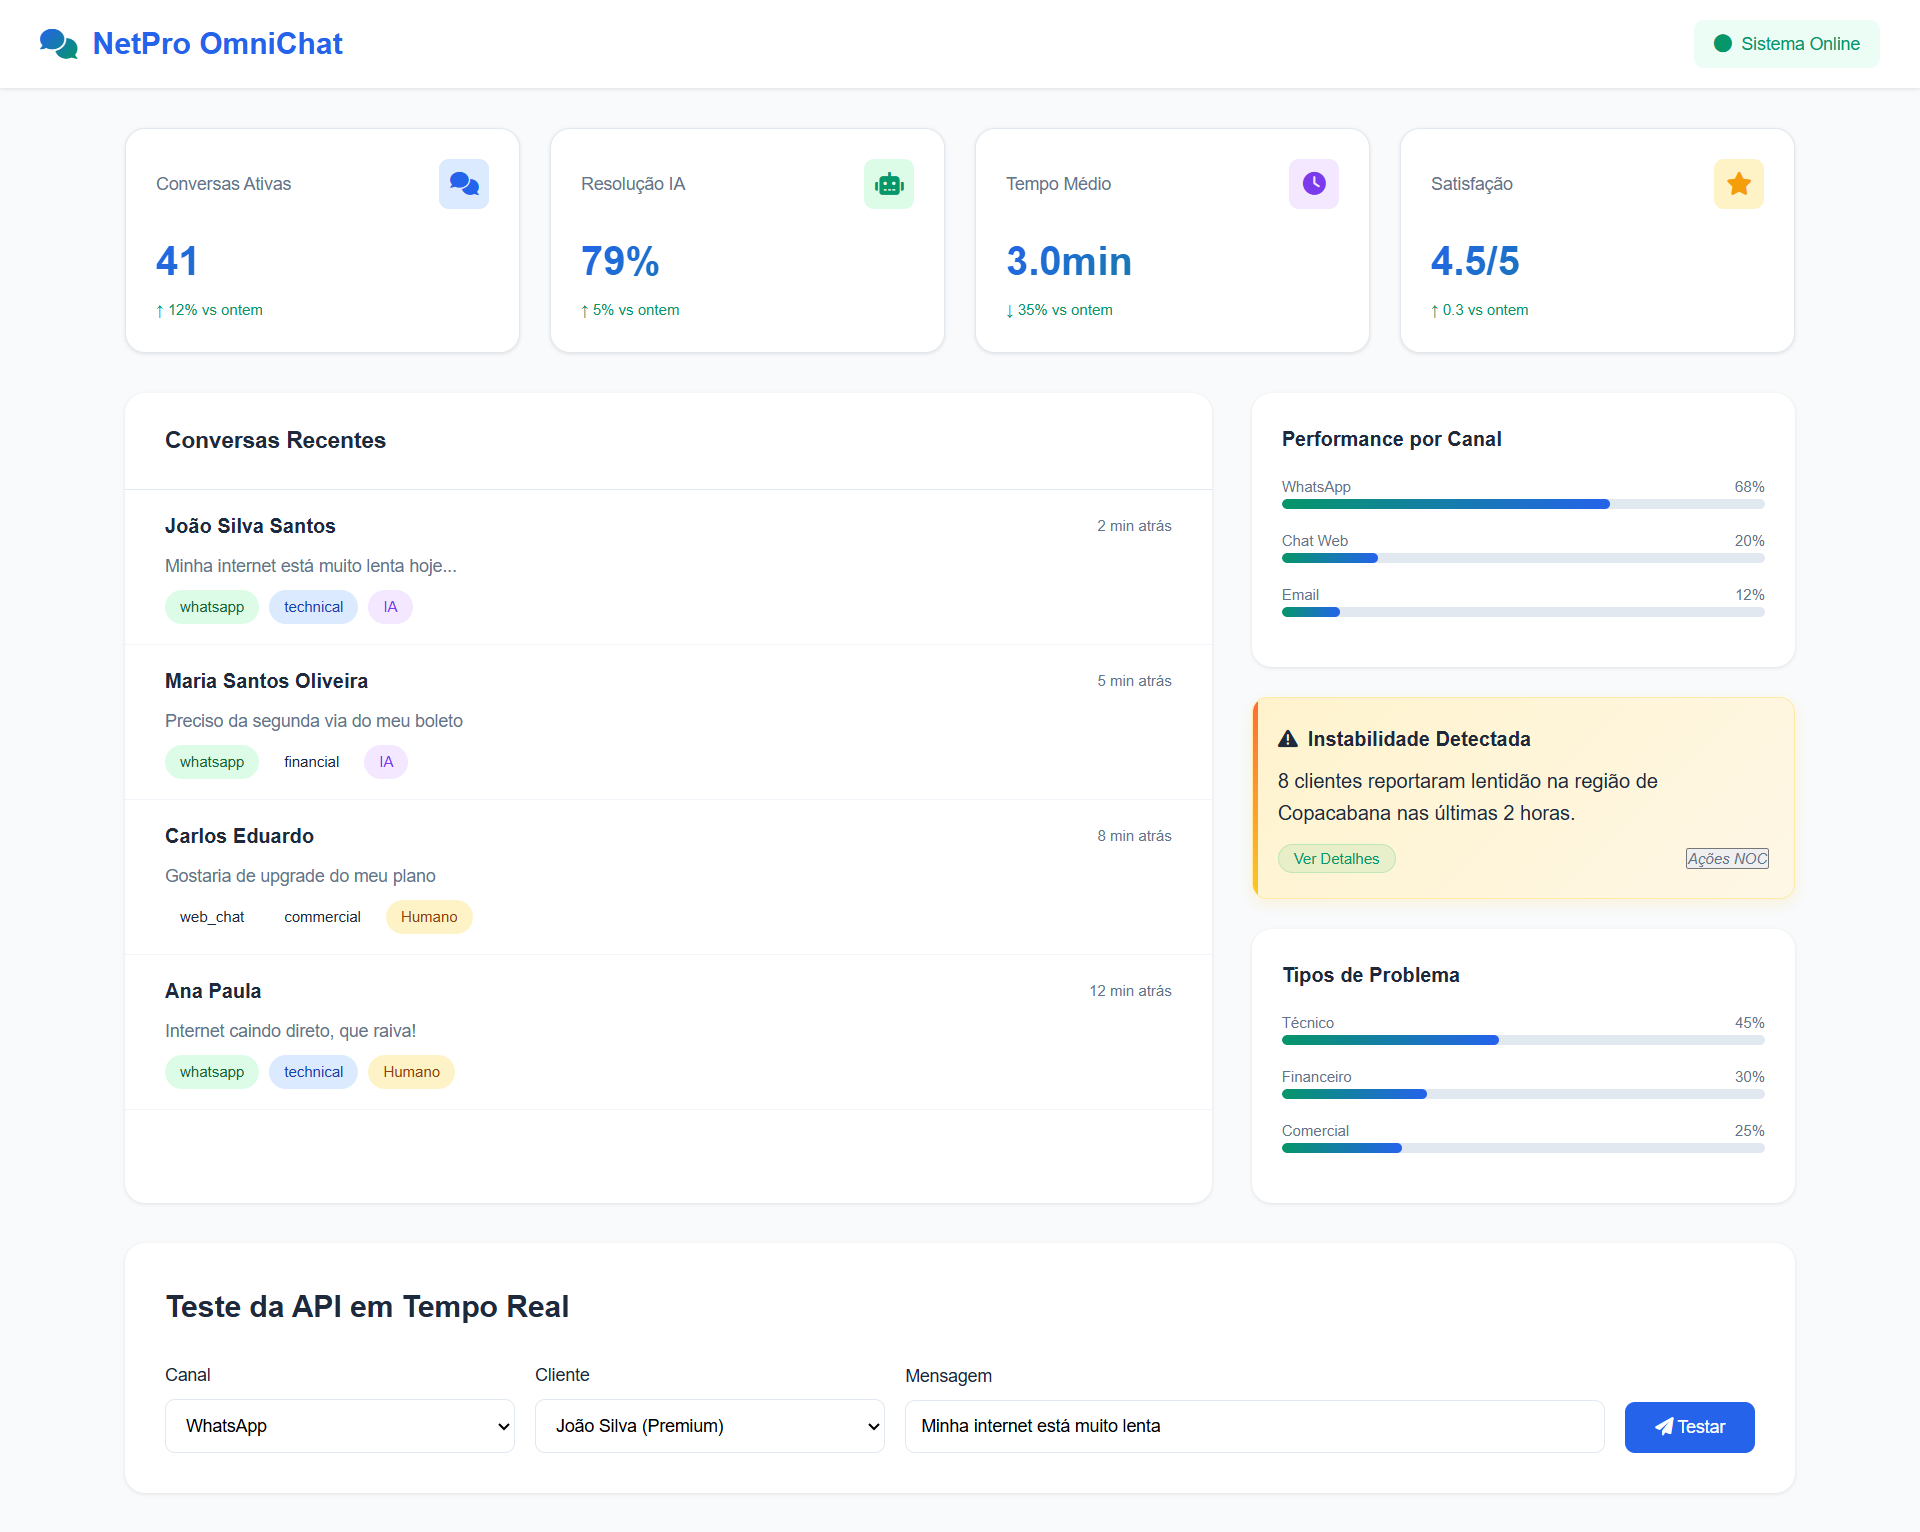 NetPro OmniChat
Sistema Online
Conversas Ativas
41
↑ 12% vs ontem
Resolução IA
79%
↑ 5% vs ontem
Tempo Médio
3.0min
↓ 35% vs ontem
Satisfação
4.5/5
↑ 0.3 vs ontem
Conversas Recentes
João Silva Santos
2 min atrás
Minha internet está muito lenta hoje...
whatsapp technical IA
Maria Santos Oliveira
5 min atrás
Preciso da segunda via do meu boleto
whatsapp financial IA
Carlos Eduardo
8 min atrás
Gostaria de upgrade do meu plano
web_chat commercial Humano
Ana Paula
12 min atrás
Internet caindo direto, que raiva!
whatsapp technical Humano
Performance por Canal
WhatsApp 68%
Chat Web 20%
Email 12%
Instabilidade Detectada
8 clientes reportaram lentidão na região de
Copacabana nas últimas 2 horas.
Ver Detalhes
Ações NOC
Tipos de Problema
Técnico 45%
Financeiro 30%
Comercial 25%
Teste da API em Tempo Real
Canal
WhatsApp
Cliente
João Silva (Premium)
Mensagem
Minha internet está muito lenta
Testar